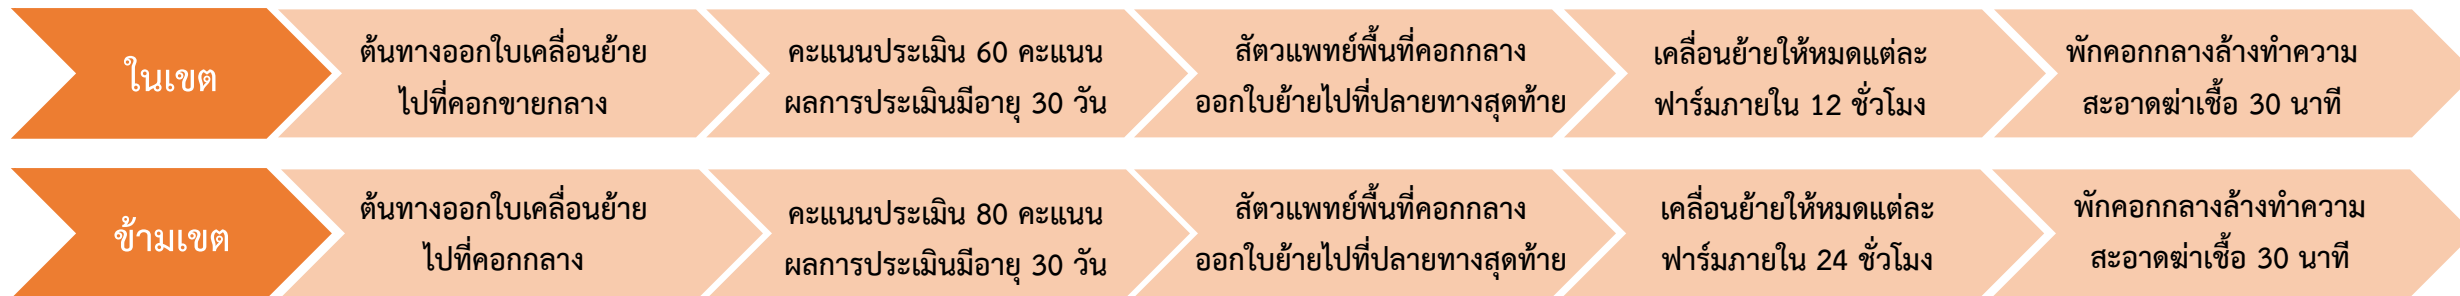 ในเขต
ต้นทางออกใบเคลื่อนย้าย
ไปที่คอกขายกลาง
คะแนนประเมิน 60 คะแนน
ผลการประเมินมีอายุ 30 วัน
สัตวแพทย์พื้นที่คอกกลาง
ออกใบย้ายไปที่ปลายทางสุดท้าย
เคลื่อนย้ายให้หมดแต่ละ
ฟาร์มภายใน 12 ชั่วโมง
พักคอกกลางล้างทำความ
สะอาดฆ่าเชื้อ 30 นาที
ข้ามเขต
ต้นทางออกใบเคลื่อนย้าย
ไปที่คอกกลาง
คะแนนประเมิน 80 คะแนน
ผลการประเมินมีอายุ 30 วัน
สัตวแพทย์พื้นที่คอกกลาง
ออกใบย้ายไปที่ปลายทางสุดท้าย
เคลื่อนย้ายให้หมดแต่ละ
ฟาร์มภายใน 24 ชั่วโมง
พักคอกกลางล้างทำความ
สะอาดฆ่าเชื้อ 30 นาที